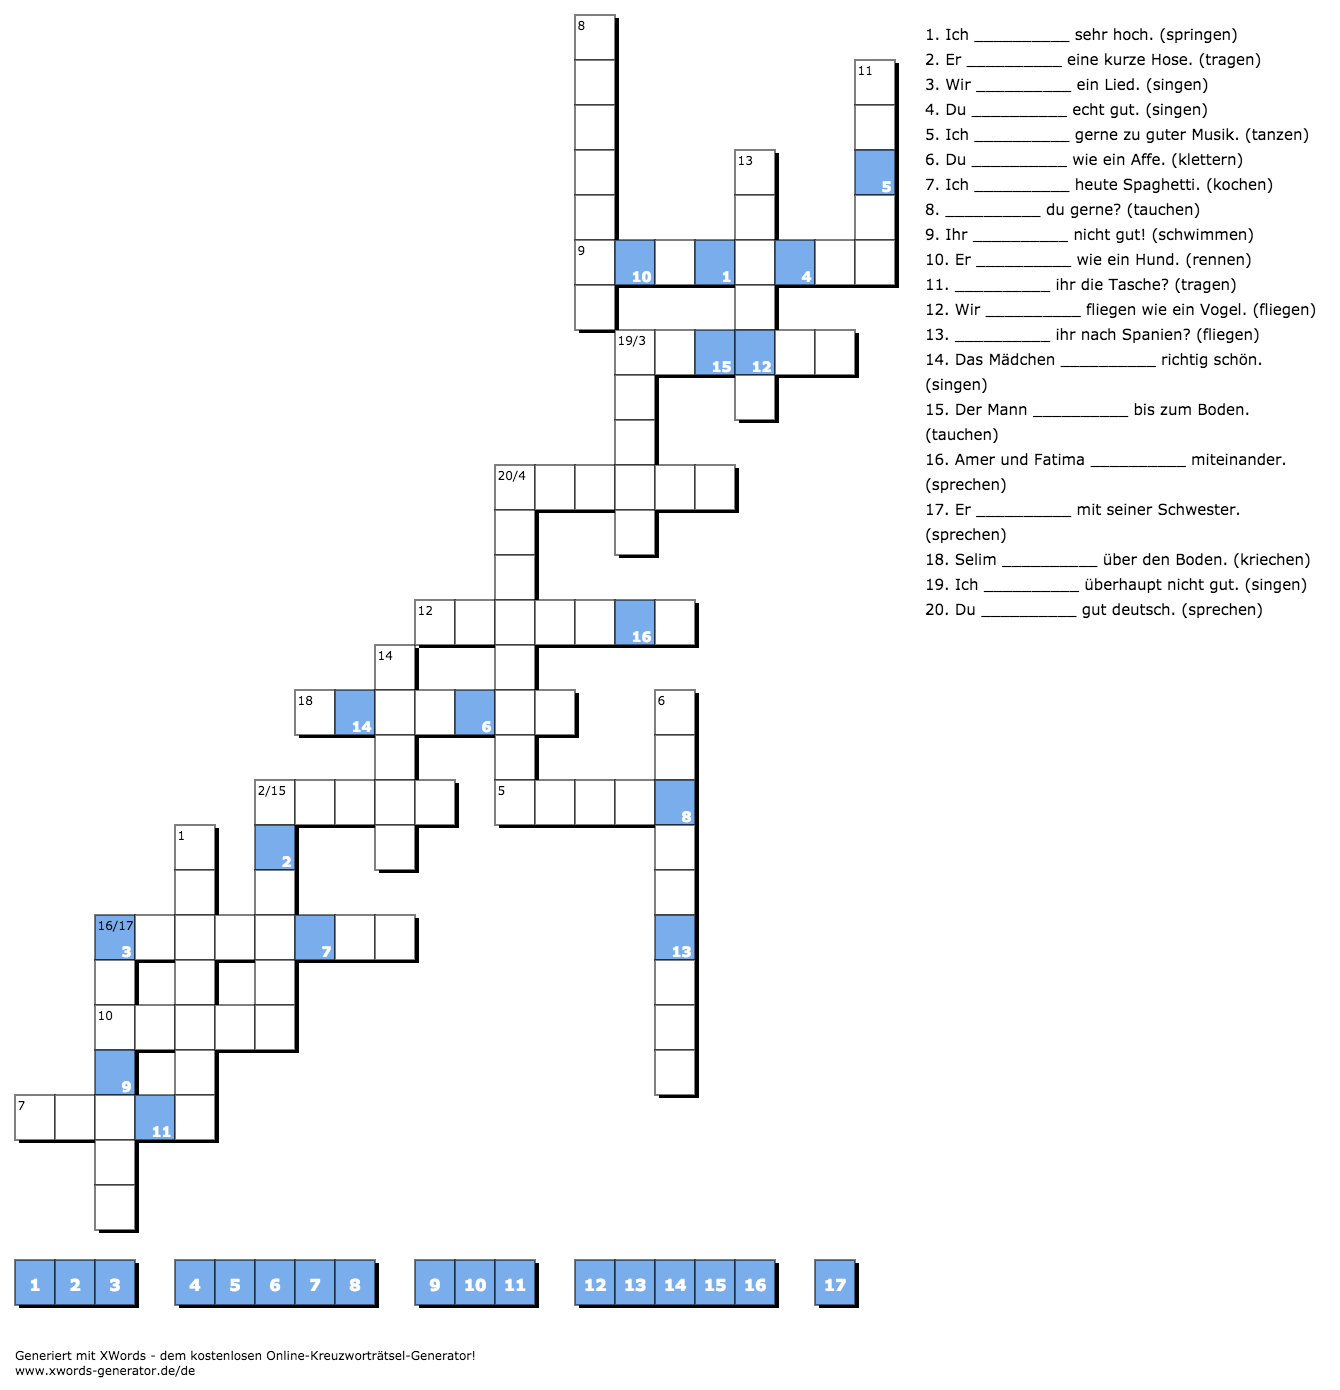 8
11
13
5
9
10
1
4
19/3
15
12
20/4
12
16
14
18
14
6
6
2/15
5
8
1
2
16/17
3
7
13
10
9
7
11
1. Ich __________ sehr hoch. (springen)
2. Er __________ eine kurze Hose. (tragen)
3. Wir __________ ein Lied. (singen)
4. Du __________ echt gut. (singen)
5. Ich __________ gerne zu guter Musik. (tanzen)
6. Du __________ wie ein Affe. (klettern)
7. Ich __________ heute Spaghetti. (kochen)
8. __________ du gerne? (tauchen)
9. Ihr __________ nicht gut! (schwimmen)
10. Er __________ wie ein Hund. (rennen)
11. __________ ihr die Tasche? (tragen)
12. Wir __________ fliegen wie ein Vogel. (fliegen)
13. __________ ihr nach Spanien? (fliegen)
14. Das Mädchen __________ richtig schön.
(singen)
15. Der Mann __________ bis zum Boden.
(tauchen)
16. Amer und Fatima __________ miteinander.
(sprechen)
17. Er __________ mit seiner Schwester.
(sprechen)
18. Selim __________ über den Boden. (kriechen)
19. Ich __________ überhaupt nicht gut. (singen)
20. Du __________ gut deutsch. (sprechen)
1 2 3 4 5 6 7 8 9 10 11 12 13 14 15 16 17
Generiert mit XWords - dem kostenlosen Online-Kreuzworträtsel-Generator!
www.xwords-generator.de/de